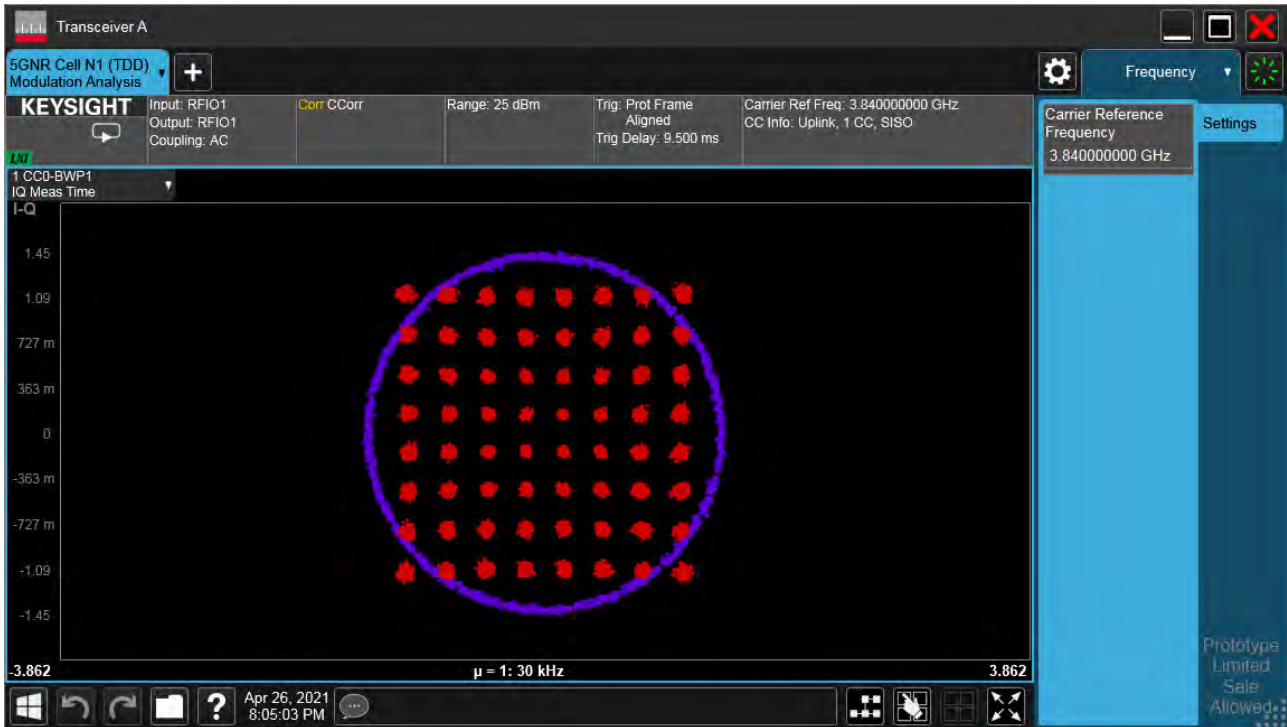 Transceiver A
5GNR Cell N1 (TDD)
Modulation Analysis
+
Frequency
KEYSIGHT
LXI
Input: RFIO1
Output: RFIO1
Coupling: AC
Corr CCorr
Range: 25 dBm
Trig: Prot Frame
Aligned
Trig Delay: 9.500 ms
Carrier Ref Freq: 3.840000000 GHz
CC Info: Uplink, 1 CC, SISO
Carrier Reference
Frequency
3.840000000 GHz
Settings
1 CC0-BWP1
IQ Meas Time
I-Q
1.45
1.09
727 m
363 m
0
-363 m
-727 m
-1.09
-1.45
-3.862
µ = 1: 30 kHz
3.862
Prototype
Limited
Sale
Allowed
?
Apr 26, 2021
8:05:03 PM